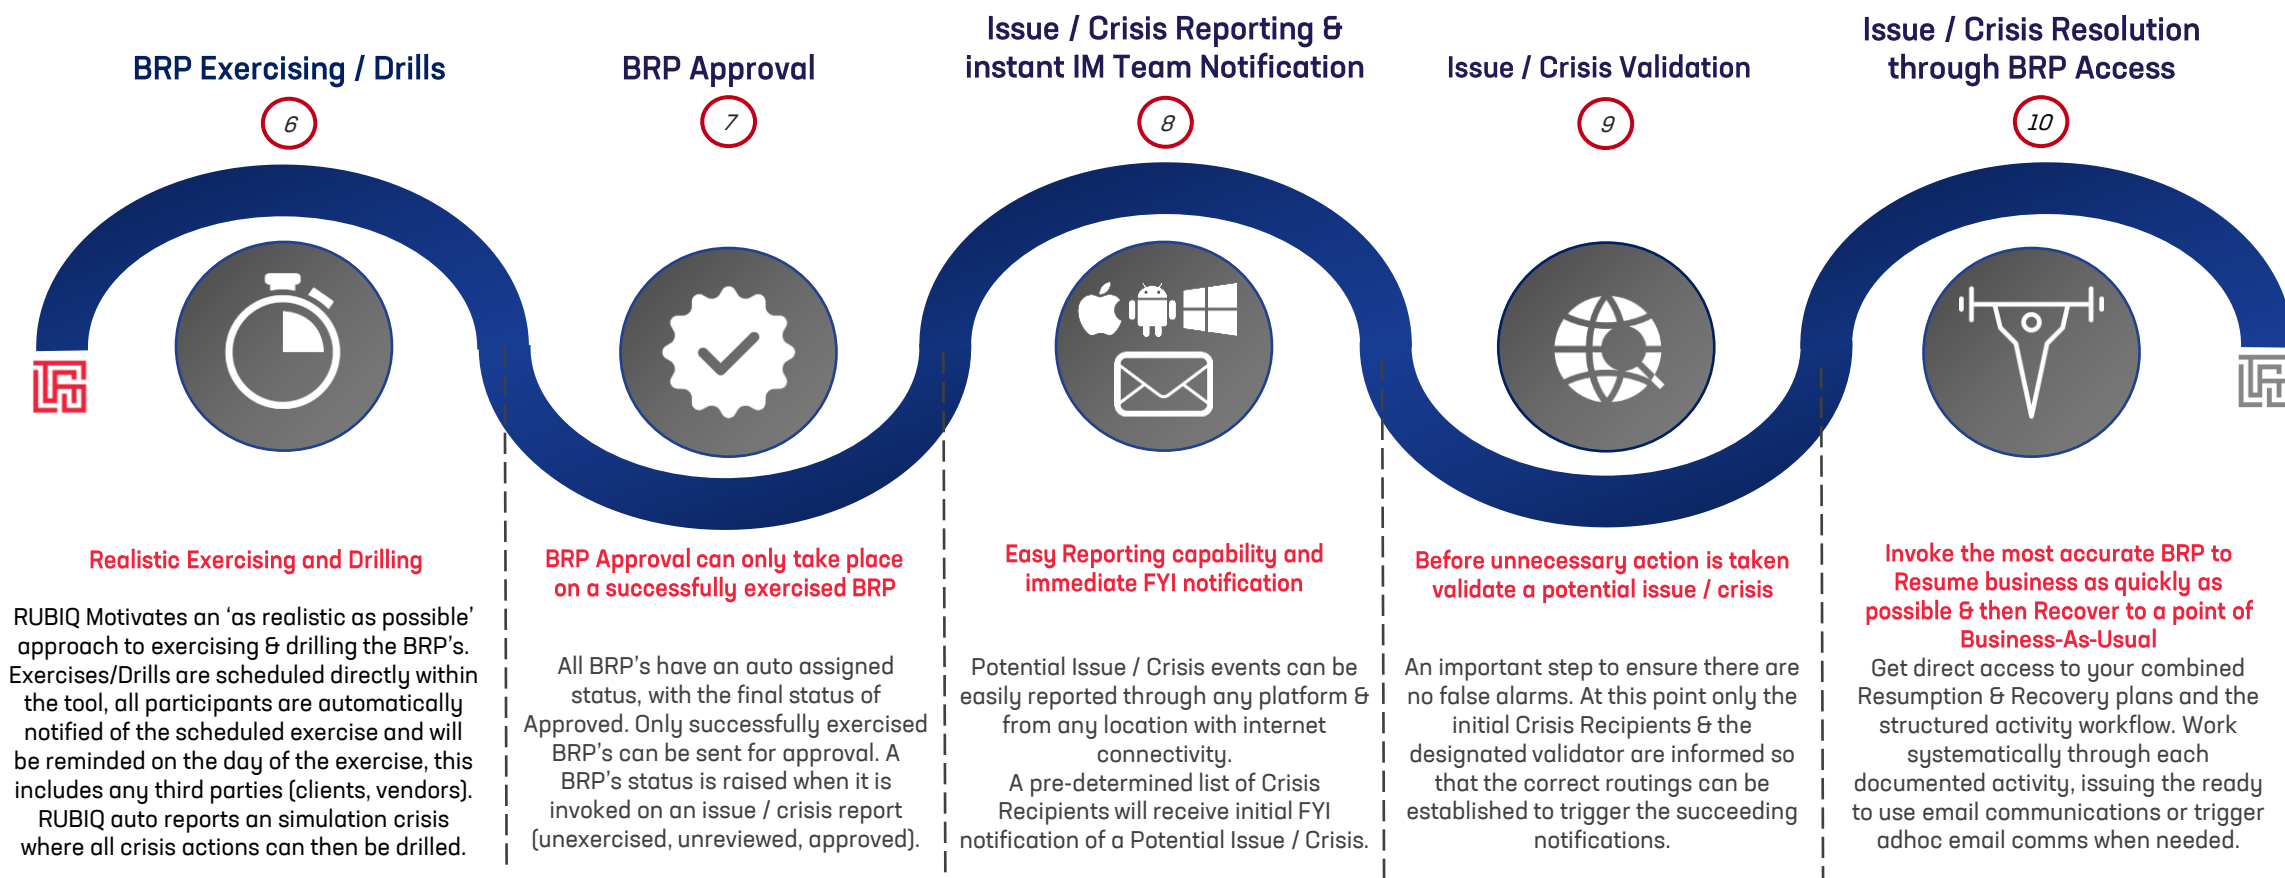 BRP Exercising / Drills
6
Realistic Exercising and Drilling
RUBIQ Motivates an ‘as realistic as possible’
approach to exercising & drilling the BRP’s.
Exercises/Drills are scheduled directly within
the tool, all participants are automatically
notified of the scheduled exercise and will
be reminded on the day of the exercise, this
includes any third parties (clients, vendors).
RUBIQ auto reports an simulation crisis
where all crisis actions can then be drilled.
BRP Approval
7
BRP Approval can only take place
on a successfully exercised BRP
All BRP’s have an auto assigned
status, with the final status of
Approved. Only successfully exercised
BRP’s can be sent for approval. A
BRP’s status is raised when it is
invoked on an issue / crisis report
(unexercised, unreviewed, approved).
Issue / Crisis Reporting &
instant IM Team Notification
8
Easy Reporting capability and
immediate FYI notification
Potential Issue / Crisis events can be
easily reported through any platform &
from any location with internet
connectivity.
A pre-determined list of Crisis
Recipients will receive initial FYI
notification of a Potential Issue / Crisis.
Issue / Crisis Validation
9
Before unnecessary action is taken
validate a potential issue / crisis
An important step to ensure there are
no false alarms. At this point only the
initial Crisis Recipients & the
designated validator are informed so
that the correct routings can be
established to trigger the succeeding
notifications.
Issue / Crisis Resolution
through BRP Access
10
Invoke the most accurate BRP to
Resume business as quickly as
possible & then Recover to a point of
Business-As-Usual
Get direct access to your combined
Resumption & Recovery plans and the
structured activity workflow. Work
systematically through each
documented activity, issuing the ready
to use email communications or trigger
adhoc email comms when needed.